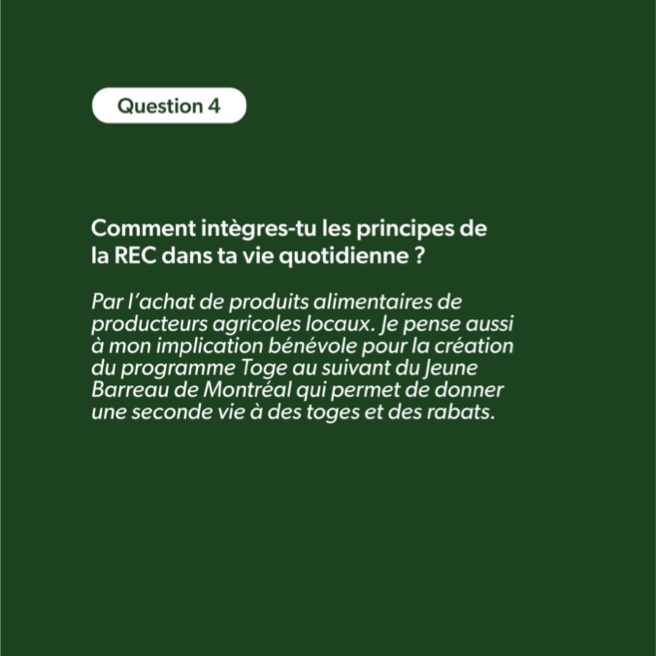 Question 4
Comment intègres-tu les principes de
la REC dans ta vie quotidienne ?
Par l’achat de produits alimentaires de
producteurs agricoles locaux. Je pense aussi
à mon implication bénévole pour la création
du programme Toge au suivant du Jeune
Barreau de Montréal qui permet de donner
une seconde vie à des toges et des rabats.